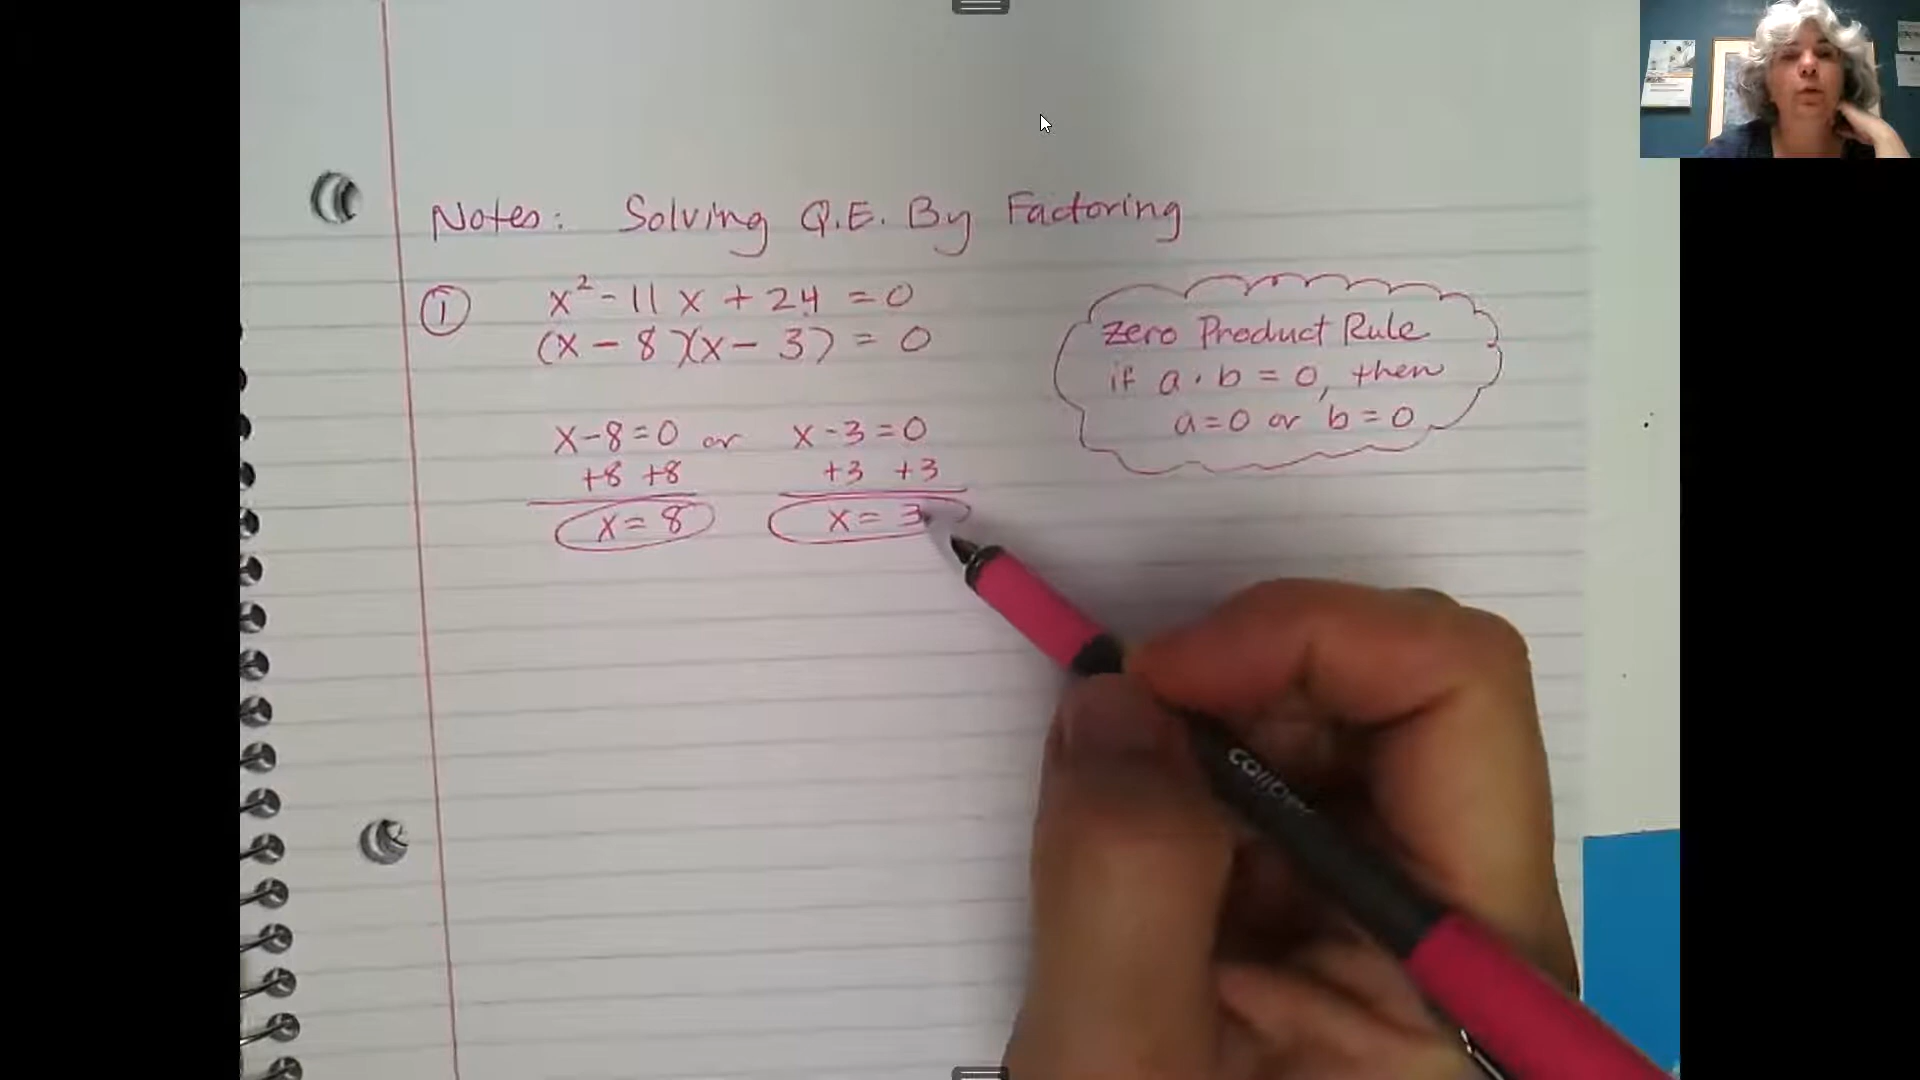 Notes: Solving Q.E. By Factoring
① x² - 11x + 24 = 0
(x - 8)(x - 3) = 0
x - 8 = 0 or x - 3 = 0
+8 +8 +3 +3
x = 8 x = 3
Zero Product Rule
if a · b = 0, then
a = 0 or b = 0